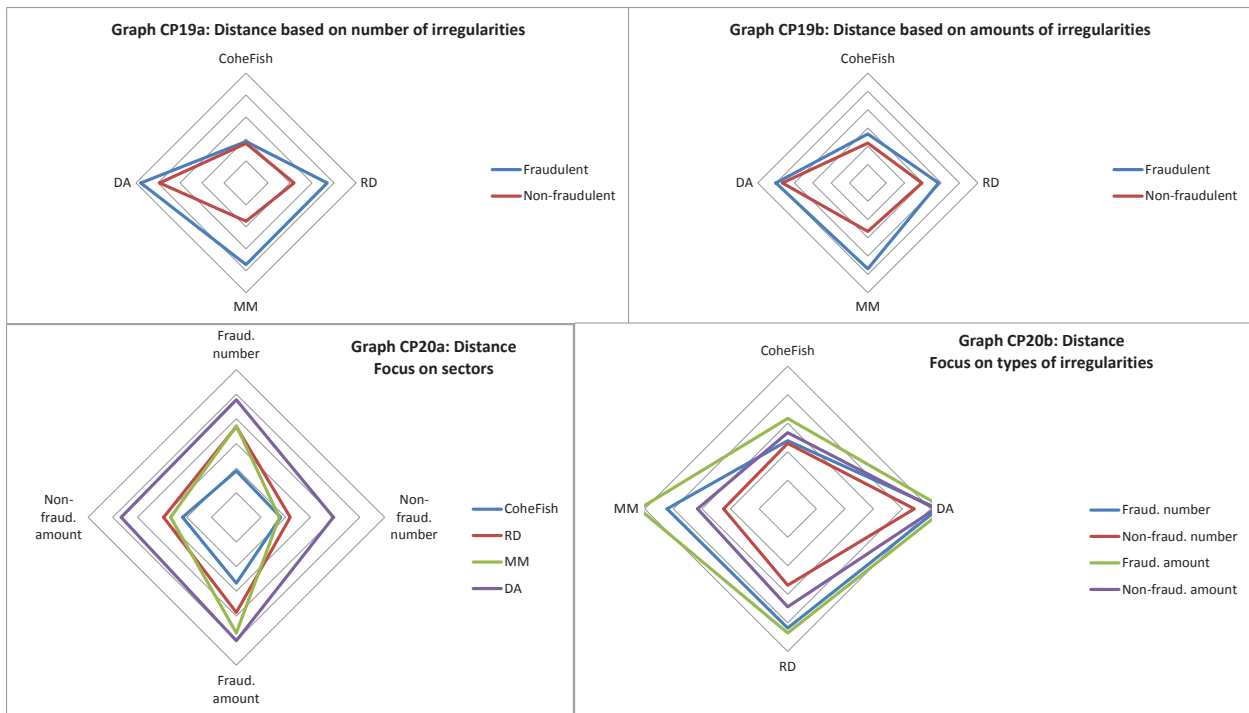 Graph CP19a: Distance based on number of irregularities
CoheFish
DA
RD
MM
Fraudulent
Non-fraudulent
Graph CP19b: Distance based on amounts of irregularities
CoheFish
DA
RD
MM
Fraudulent
Non-fraudulent
Graph CP20a: Distance
Focus on sectors
Fraud.
number
Non-
fraud.
amount
Non-
fraud.
number
Fraud.
amount
CoheFish
RD
MM
DA
Graph CP20b: Distance
Focus on types of irregularities
CoheFish
MM
DA
RD
Fraud. number
Non-fraud. number
Fraud. amount
Non-fraud. amount